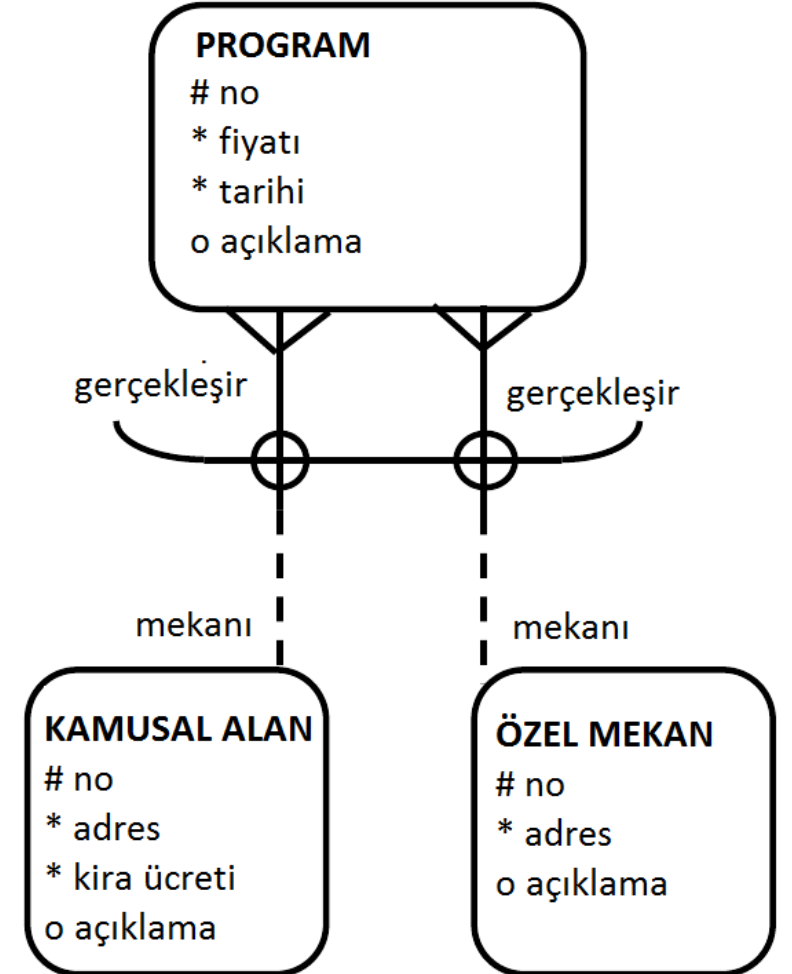 PROGRAM
# no
* fiyatı
* tarihi
o açıklama
gerçekleşir
gerçekleşir
mekanı
mekanı
KAMUSAL ALAN
# no
* adres
* kira ücreti
o açıklama
ÖZEL MEKAN
# no
* adres
o açıklama